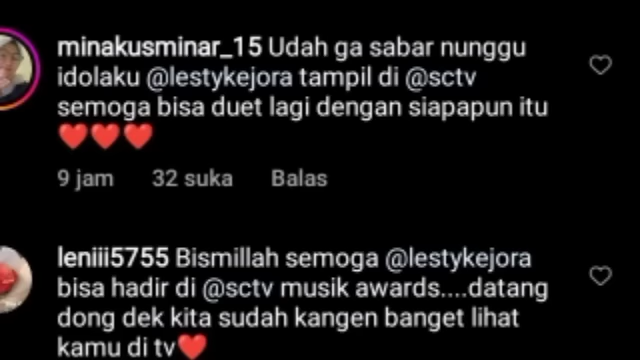 minakusminar_15 Udah ga sabar nunggu
idolaku @lestykejora tampil di @sctv
semoga bisa duet lagi dengan siapapun itu
❤️❤️❤️
9 jam 32 suka Balas
leniii5755 Bismillah semoga @lestykejora
bisa hadir di @sctv musik awards....datang
dong dek kita sudah kangen banget lihat
kamu di tv❤️